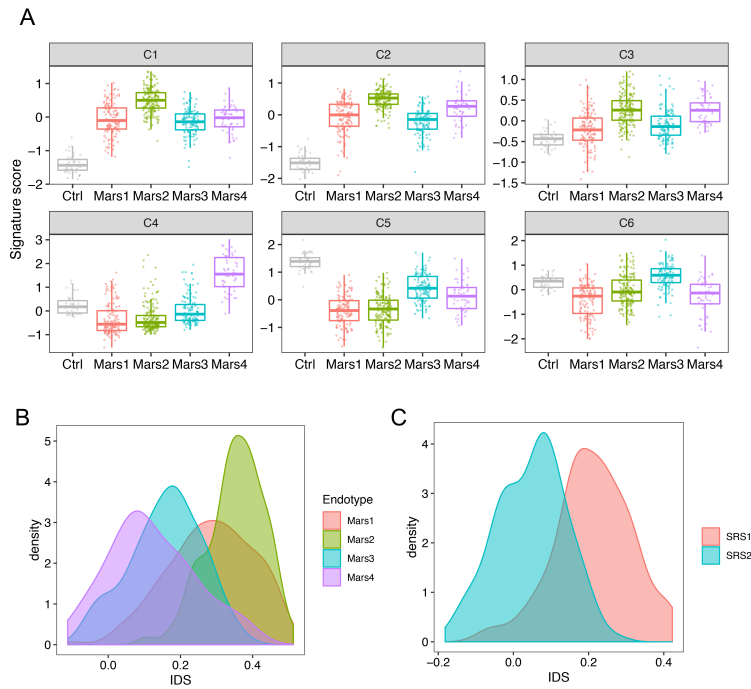 A
C1 C2 C3
Signature score
1 0 −1 −2
1 0 −1 −2
1.0 0.5 0.0 −0.5 −1.0 −1.5
Ctrl Mars1 Mars2 Mars3 Mars4 Ctrl Mars1 Mars2 Mars3 Mars4 Ctrl Mars1 Mars2 Mars3 Mars4
C4 C5 C6
3 2 1 0 −1
2 1 0 −1
2 1 0 −1 −2
Ctrl Mars1 Mars2 Mars3 Mars4 Ctrl Mars1 Mars2 Mars3 Mars4 Ctrl Mars1 Mars2 Mars3 Mars4
B
density
5
4
3
2
1
0
0.0 0.2 0.4
IDS
Endotype
Mars1
Mars2
Mars3
Mars4
C
density
4
3
2
1
0
−0.2 0.0 0.2 0.4
IDS
SRS1
SRS2